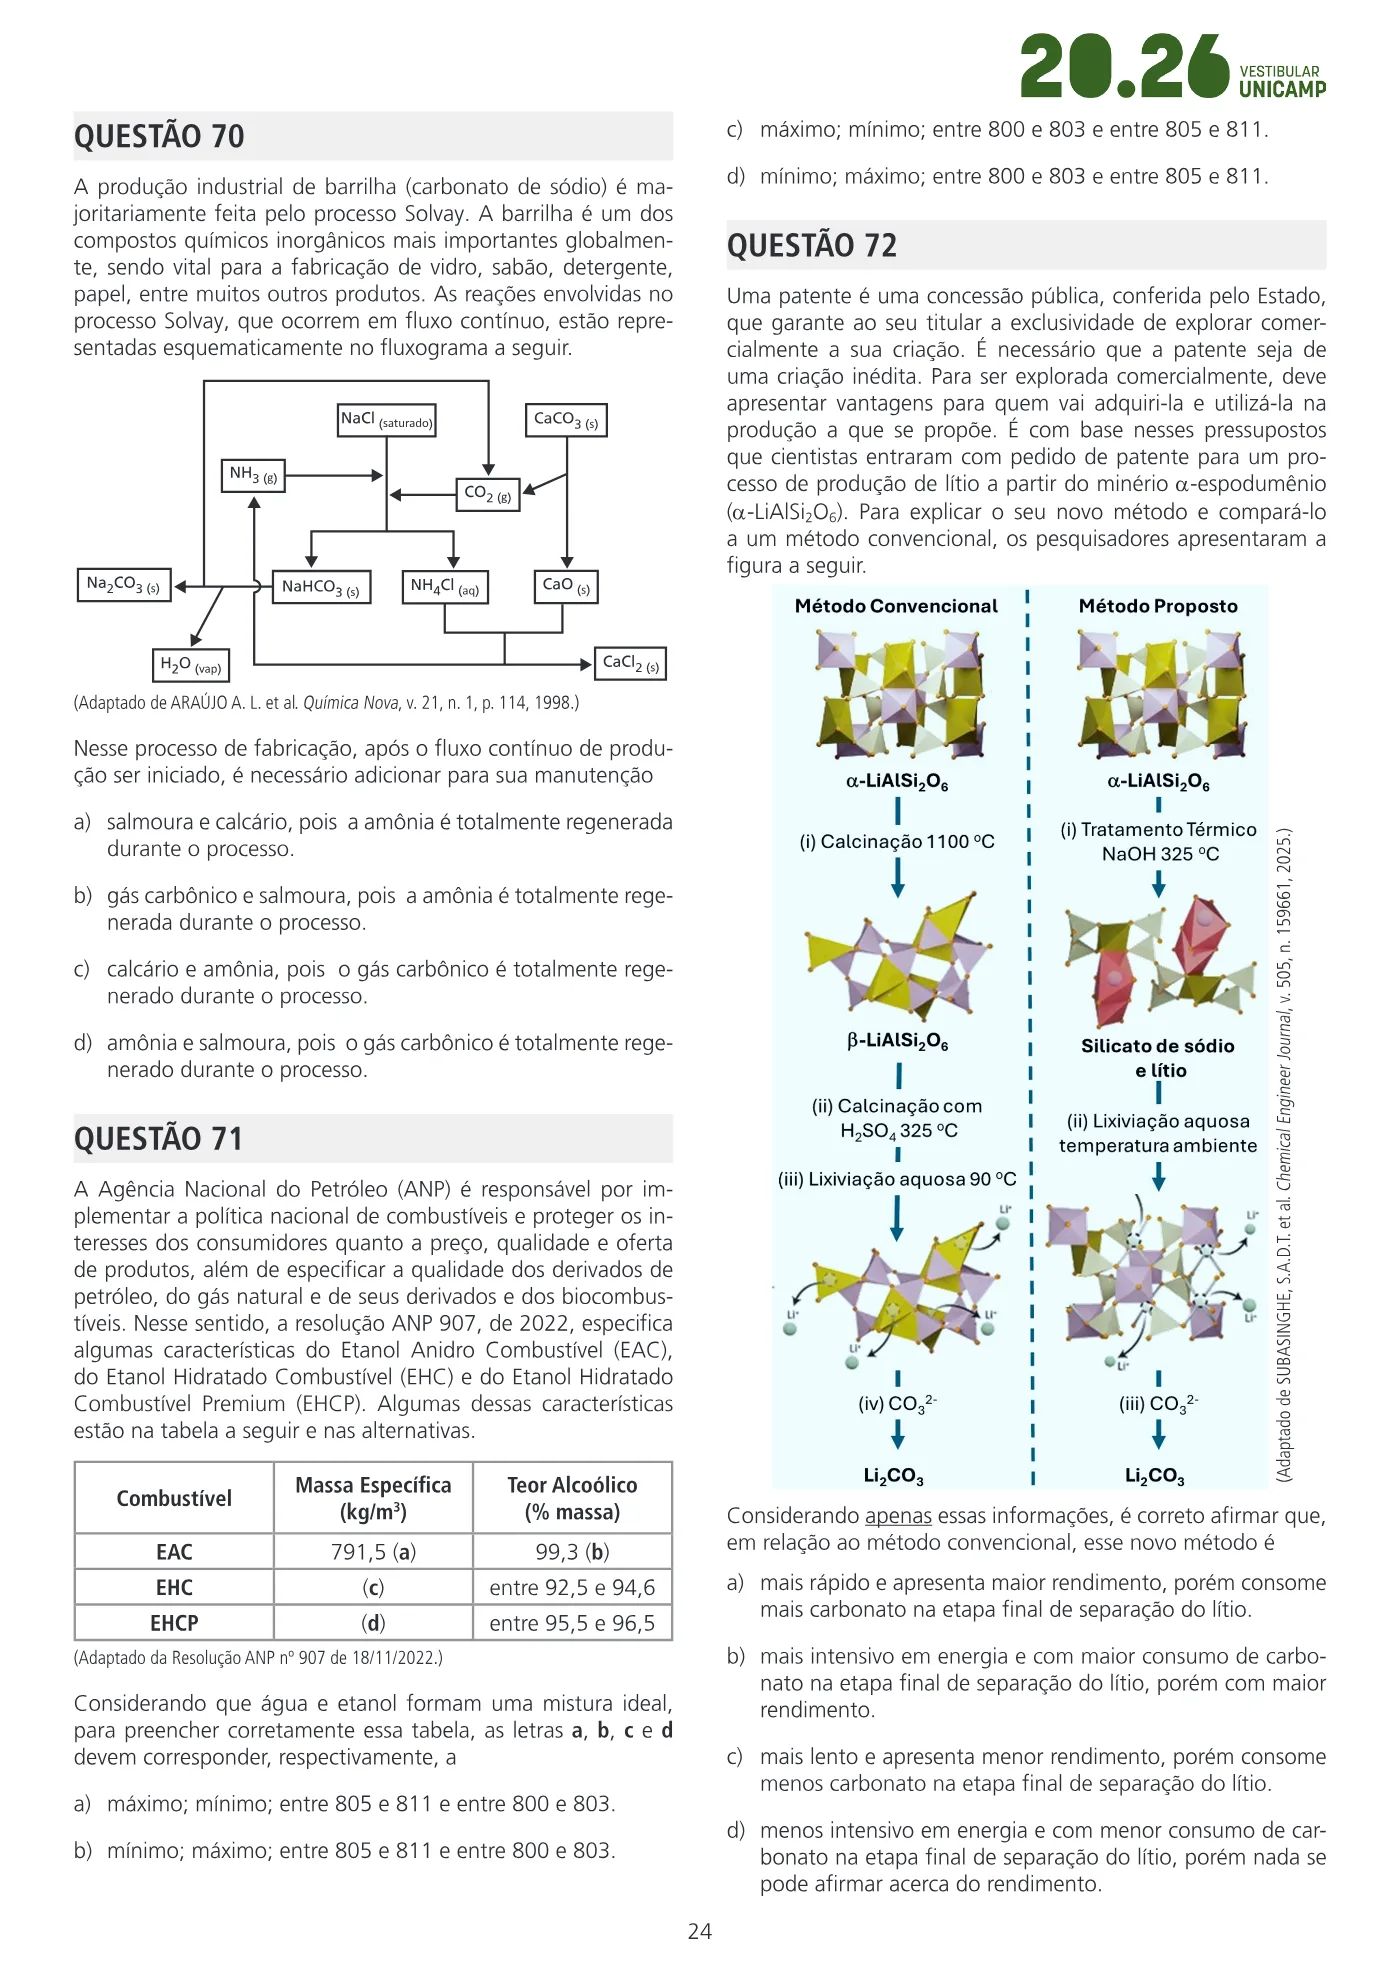 20.26 VESTIBULAR
UNICAMP
QUESTÃO 70
A produção industrial de barrilha (carbonato de sódio) é ma-
joritariamente feita pelo processo Solvay. A barrilha é um dos
compostos químicos inorgânicos mais importantes globalmen-
te, sendo vital para a fabricação de vidro, sabão, detergente,
papel, entre muitos outros produtos. As reações envolvidas no
processo Solvay, que ocorrem em fluxo contínuo, estão repre-
sentadas esquematicamente no fluxograma a seguir.
NaCl (saturado)
CaCO3 (s)
NH3 (g)
CO2 (g)
Na2CO3 (s)
NaHCO3 (s)
NH4Cl (aq)
CaO (s)
H2O (vap)
CaCl2 (s)
(Adaptado de ARAÚJO A. L. et al. Química Nova, v. 21, n. 1, p. 114, 1998.)
Nesse processo de fabricação, após o fluxo contínuo de produ-
ção ser iniciado, é necessário adicionar para sua manutenção
a) salmoura e calcário, pois a amônia é totalmente regenerada
durante o processo.
b) gás carbônico e salmoura, pois a amônia é totalmente rege-
nerada durante o processo.
c) calcário e amônia, pois o gás carbônico é totalmente rege-
nerado durante o processo.
d) amônia e salmoura, pois o gás carbônico é totalmente rege-
nerado durante o processo.
QUESTÃO 71
A Agência Nacional do Petróleo (ANP) é responsável por im-
plementar a política nacional de combustíveis e proteger os in-
teresses dos consumidores quanto a preço, qualidade e oferta
de produtos, além de especificar a qualidade dos derivados de
petróleo, do gás natural e de seus derivados e dos biocombus-
tíveis. Nesse sentido, a resolução ANP 907, de 2022, especifica
algumas características do Etanol Anidro Combustível (EAC),
do Etanol Hidratado Combustível (EHC) e do Etanol Hidratado
Combustível Premium (EHCP). Algumas dessas características
estão na tabela a seguir e nas alternativas.
Combustível Massa Específica (kg/m³) Teor Alcoólico (% massa)
EAC 791,5 (a) 99,3 (b)
EHC (c) entre 92,5 e 94,6
EHCP (d) entre 95,5 e 96,5
(Adaptado da Resolução ANP nº 907 de 18/11/2022.)
Considerando que água e etanol formam uma mistura ideal,
para preencher corretamente essa tabela, as letras a, b, c e d
devem corresponder, respectivamente, a
a) máximo; mínimo; entre 805 e 811 e entre 800 e 803.
b) mínimo; máximo; entre 805 e 811 e entre 800 e 803.
c) máximo; mínimo; entre 800 e 803 e entre 805 e 811.
d) mínimo; máximo; entre 800 e 803 e entre 805 e 811.
QUESTÃO 72
Uma patente é uma concessão pública, conferida pelo Estado,
que garante ao seu titular a exclusividade de explorar comer-
cialmente a sua criação. É necessário que a patente seja de
uma criação inédita. Para ser explorada comercialmente, deve
apresentar vantagens para quem vai adquiri-la e utilizá-la na
produção a que se propõe. É com base nesses pressupostos
que cientistas entraram com pedido de patente para um pro-
cesso de produção de lítio a partir do minério α-espodumênio
(α-LiAlSi2O6). Para explicar o seu novo método e compará-lo
a um método convencional, os pesquisadores apresentaram a
figura a seguir.
Método Convencional
α-LiAlSi2O6
(i) Calcinação 1100 ºC
β-LiAlSi2O6
(ii) Calcinação com
H2SO4 325 ºC
(iii) Lixiviação aquosa 90 ºC
Li+
Li+
Li+
Li+
(iv) CO3 2-
Li2CO3
Método Proposto
α-LiAlSi2O6
(i) Tratamento Térmico
NaOH 325 ºC
Silicato de sódio
e lítio
(ii) Lixiviação aquosa
temperatura ambiente
Li+
Li+
Li+
(iii) CO3 2-
Li2CO3
(Adaptado de SUBASINGHE, S.A.D.T. et al. Chemical Engineer Journal, v. 505, n. 159661, 2025.)
Considerando apenas essas informações, é correto afirmar que,
em relação ao método convencional, esse novo método é
a) mais rápido e apresenta maior rendimento, porém consome
mais carbonato na etapa final de separação do lítio.
b) mais intensivo em energia e com maior consumo de carbo-
nato na etapa final de separação do lítio, porém com maior
rendimento.
c) mais lento e apresenta menor rendimento, porém consome
menos carbonato na etapa final de separação do lítio.
d) menos intensivo em energia e com menor consumo de car-
bonato na etapa final de separação do lítio, porém nada se
pode afirmar acerca do rendimento.
24